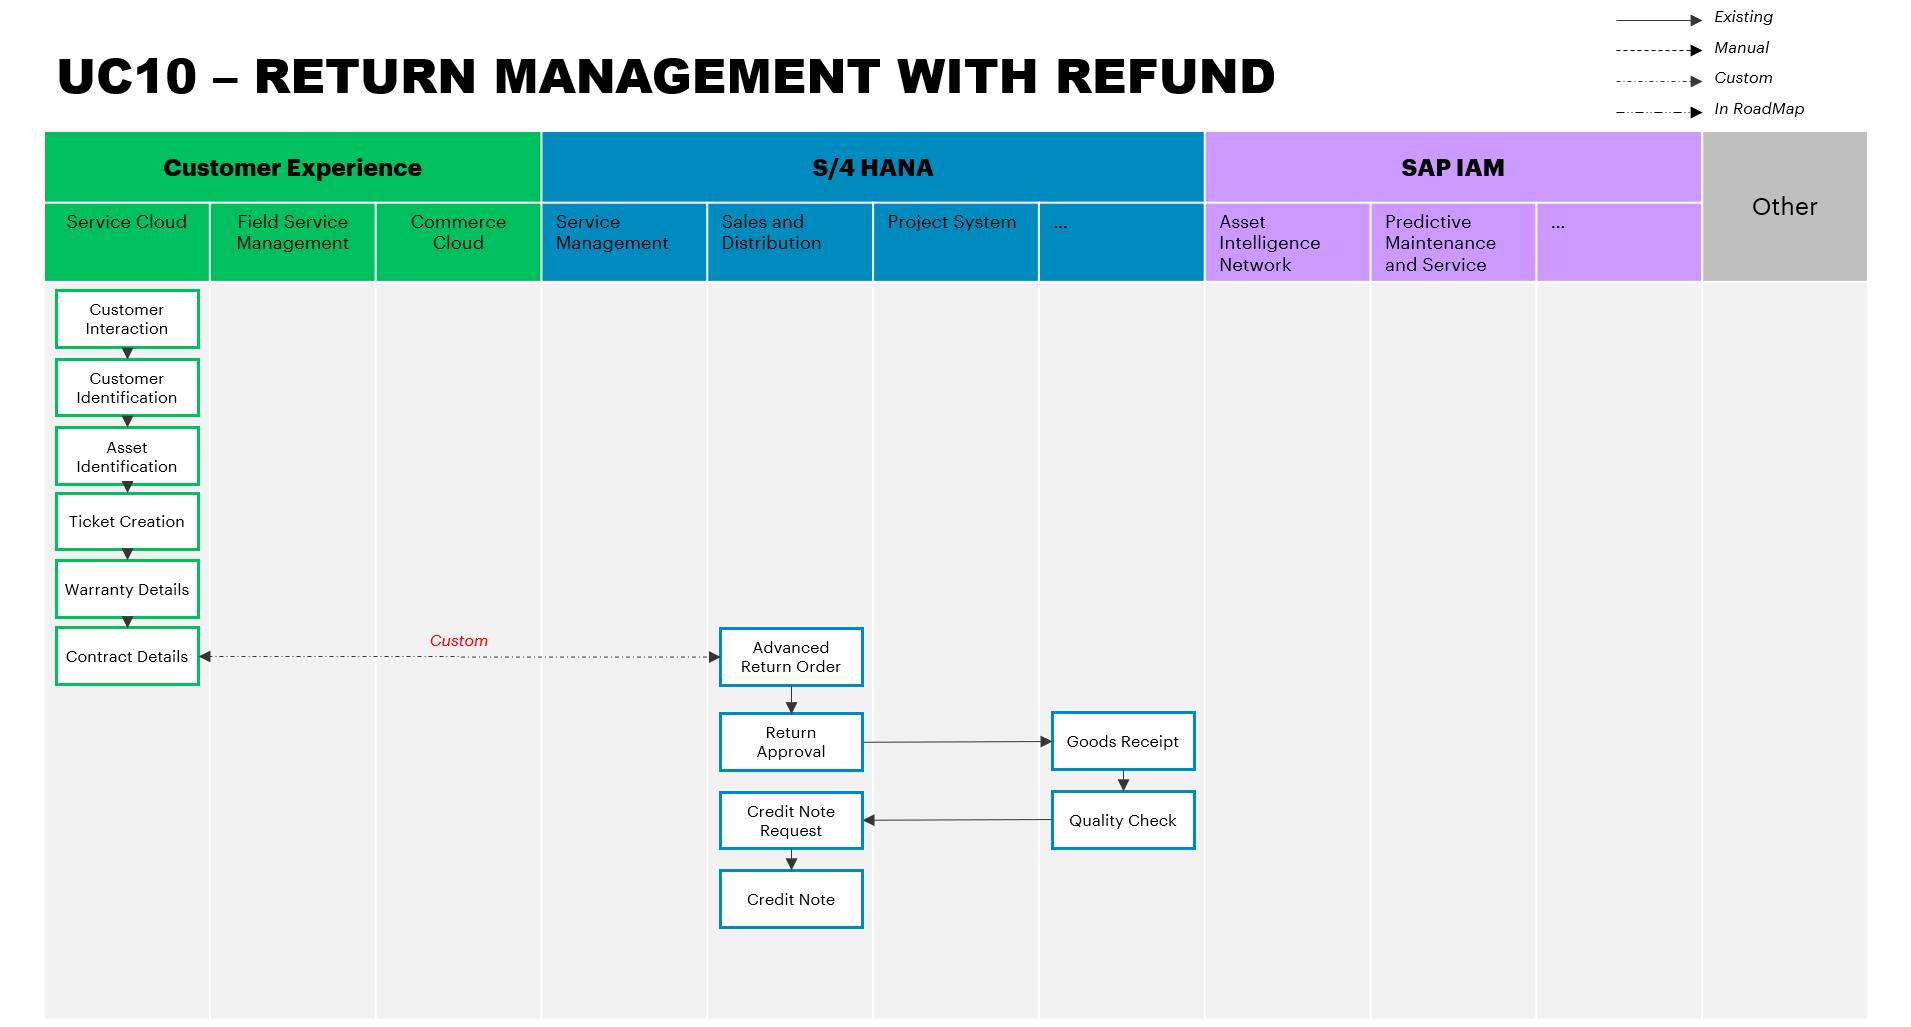 Existing
Manual
Custom
In RoadMap
UC10 – RETURN MANAGEMENT WITH REFUND
Customer Experience
S/4 HANA
SAP IAM
Other
Service Cloud
Field Service
Management
Commerce
Cloud
Service
Management
Sales and
Distribution
Project System
...
Asset
Intelligence
Network
Predictive
Maintenance
and Service
...
Customer
Interaction
Customer
Identification
Asset
Identification
Ticket Creation
Warranty Details
Contract Details
Custom
Advanced
Return Order
Return
Approval
Goods Receipt
Credit Note
Request
Quality Check
Credit Note